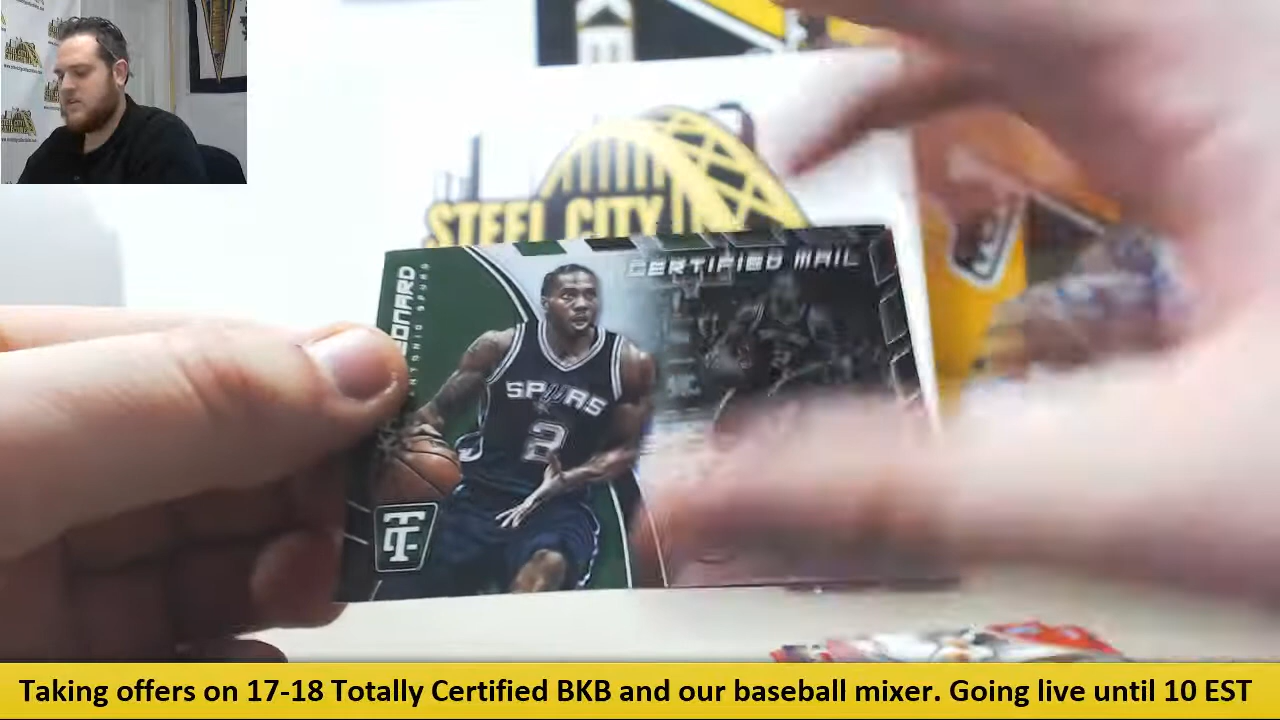 STEEL CITY
CERTIFIED MAIL
SPURS
2
TC
Taking offers on 17-18 Totally Certified BKB and our baseball mixer. Going live until 10 EST